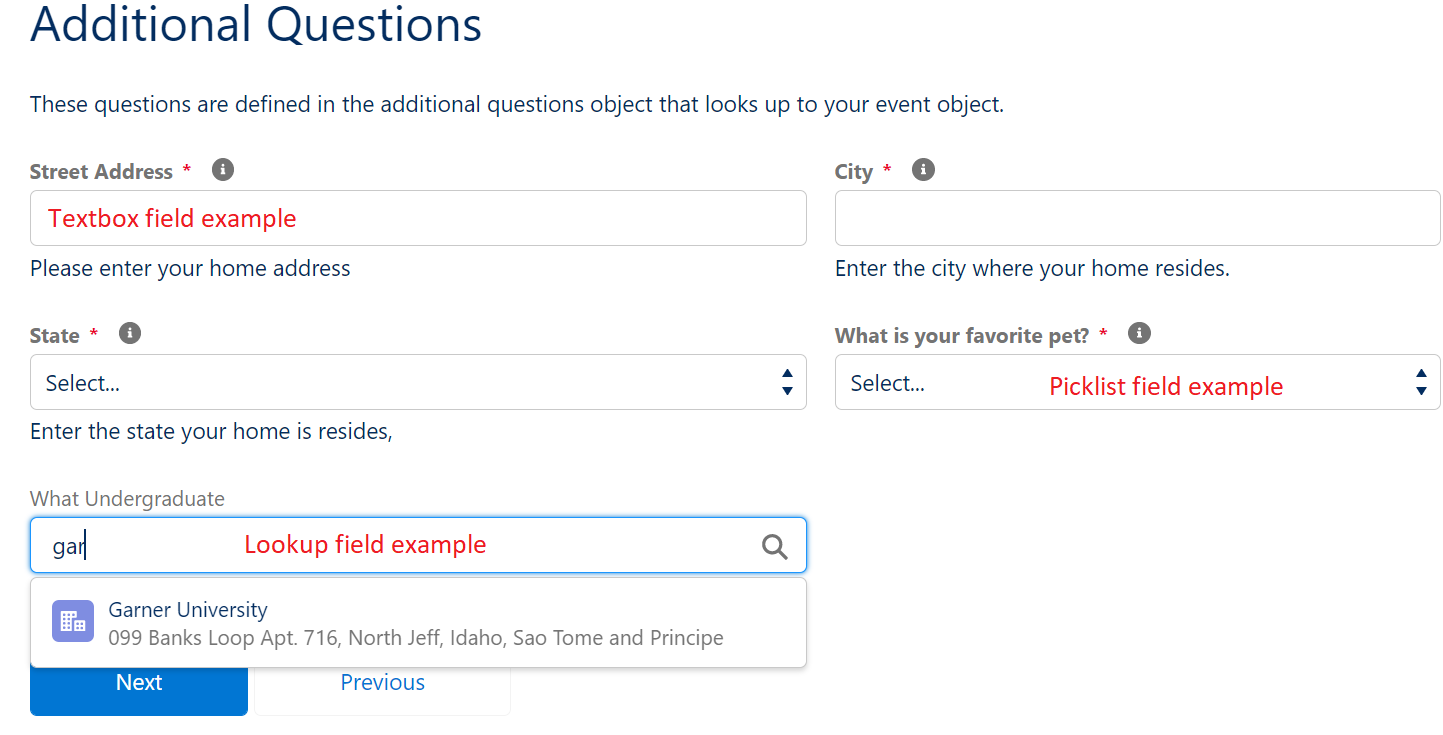 Additional Questions
These questions are defined in the additional questions object that looks up to your event object.
Street Address *
City *
Textbox field example
Please enter your home address
Enter the city where your home resides.
State *
What is your favorite pet? *
Select...
Select...
Picklist field example
Enter the state your home is resides,
What Undergraduate
gar
Lookup field example
Garner University
099 Banks Loop Apt. 716, North Jeff, Idaho, Sao Tome and Principe
Next
Previous